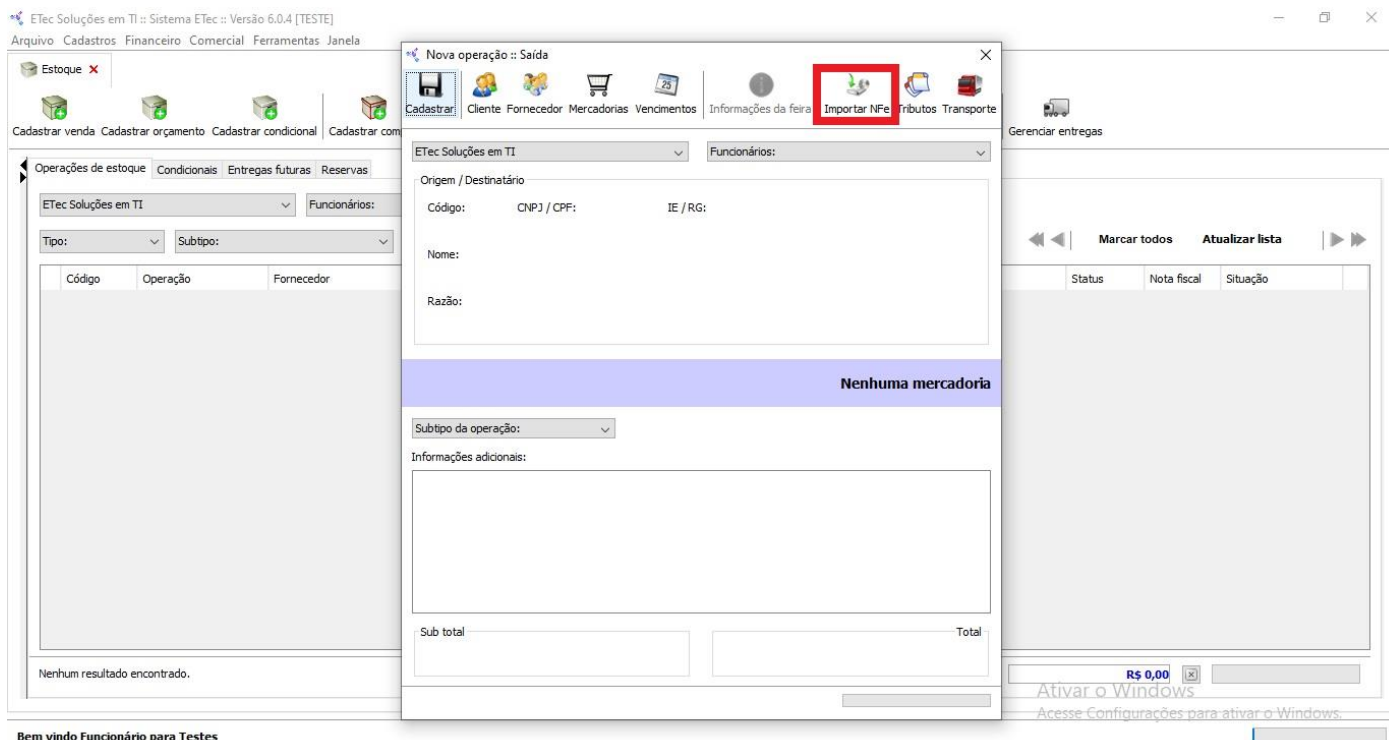 ETec Soluções em TI :: Sistema ETec :: Versão 6.0.4 [TESTE]
Arquivo Cadastros Financeiro Comercial Ferramentas Janela
Estoque
Cadastrar venda Cadastrar orçamento Cadastrar condicional Cadastrar com
Gerenciar entregas
Operações de estoque Condicionais Entregas futuras Reservas
ETec Soluções em TI Funcionários:
Tipo: Subtipo:
Marcar todos Atualizar lista
Código Operação Fornecedor
Status Nota fiscal Situação
Nenhum resultado encontrado.
R$ 0,00
Nova operação :: Saída
25
Cadastrar Cliente Fornecedor Mercadorias Vencimentos Informações da feira Importar NFe Tributos Transporte
ETec Soluções em TI Funcionários:
Origem / Destinatário
Código: CNPJ / CPF: IE / RG:
Nome:
Razão:
Nenhuma mercadoria
Subtipo da operação:
Informações adicionais:
Sub total Total
Ativar o Windows
Acesse Configurações para ativar o Windows.
Bem vindo Funcionário para Testes